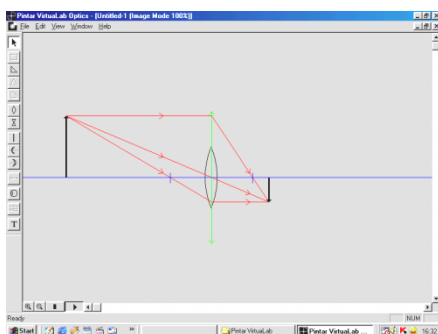 Pintar VirtuaLab Optics - [Untitled-1 (Image Mode 100%)]
File Edit View Window Help
T
Ready
NUM
Start
»
Pintar VirtuaLab
Pintar VirtuaLab ...
16:32